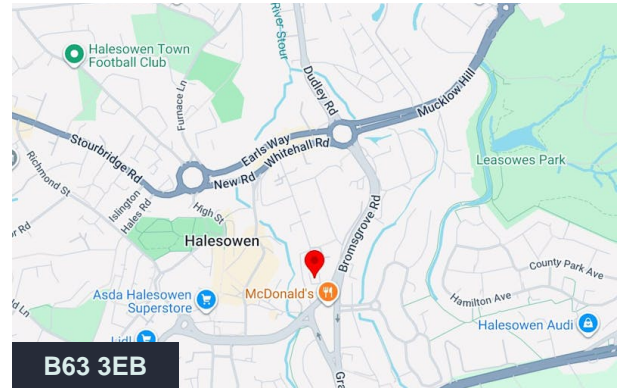 Halesowen Town
Football Club
River Stour
Dudley Rd
Mucklow Hill
Furnace Ln
Stourbridge Rd
Earls Way
Whitehall Rd
New Rd
Leasowes Park
Richmond St
Islington
Hales Rd
High St
Bromsgrove Rd
Halesowen
County Park Ave
McDonald's
Hamilton Ave
Asda Halesowen
Superstore
Halesowen Audi
Lidl
B63 3EB